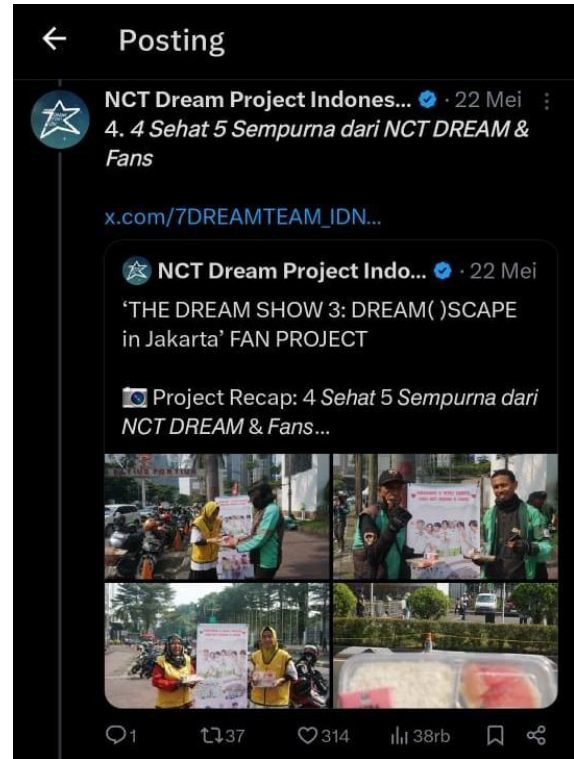 Posting
NCT Dream Project Indones... · 22 Mei
4. 4 Sehat 5 Sempurna dari NCT DREAM &
Fans
x.com/7DREAMTEAM_IDN...
NCT Dream Project Indo... · 22 Mei
‘THE DREAM SHOW 3: DREAM( )SCAPE
in Jakarta’ FAN PROJECT
Project Recap: 4 Sehat 5 Sempurna dari
NCT DREAM & Fans...
1 37 314 38rb